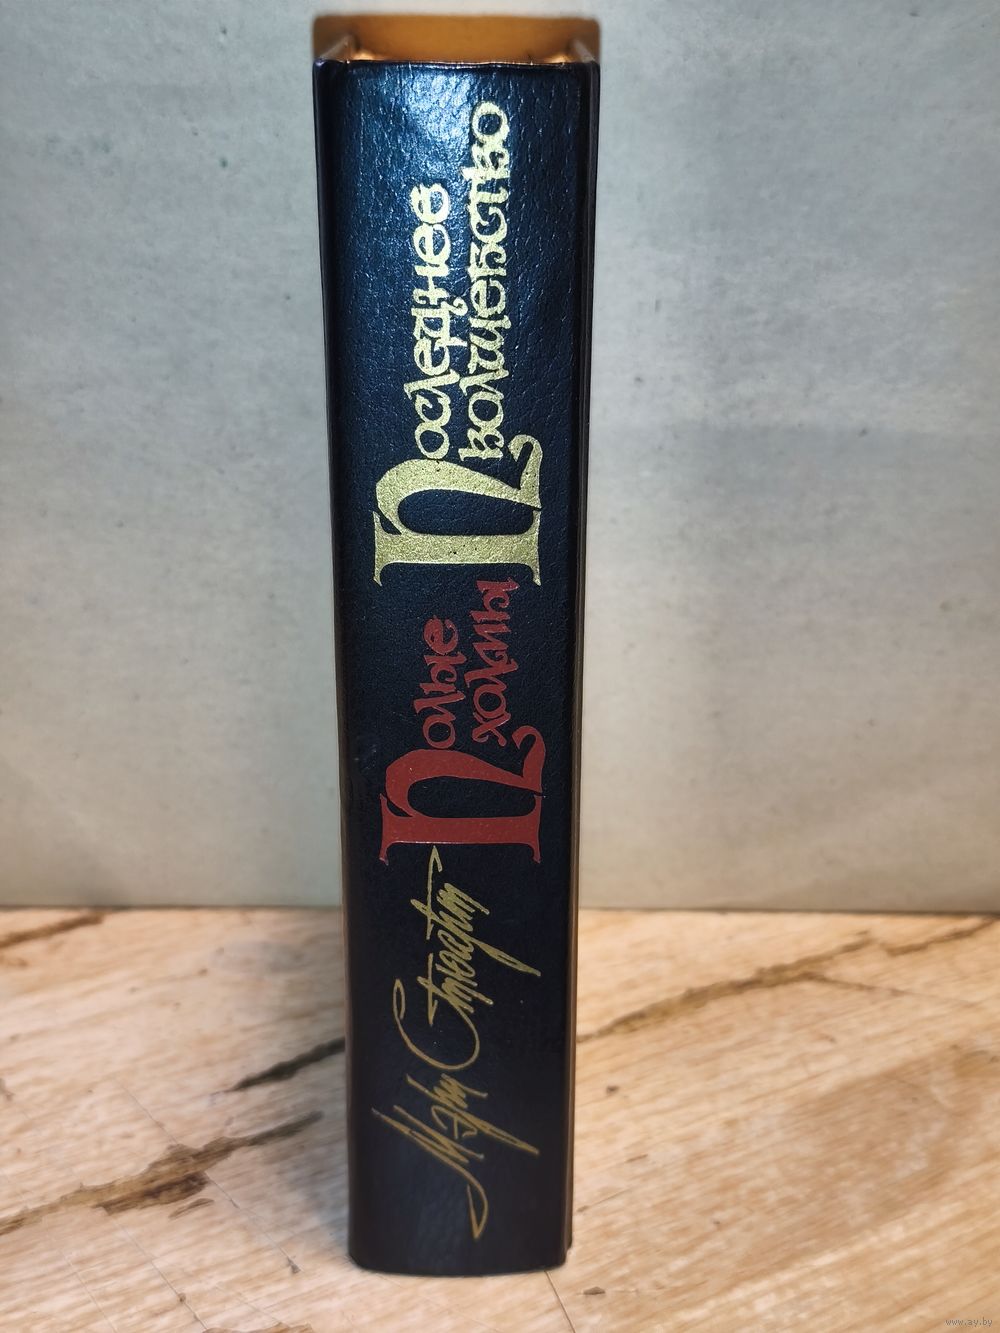 Мэри Стюарт
Полые
холмы
Последнее
волшебство
www.ay.by